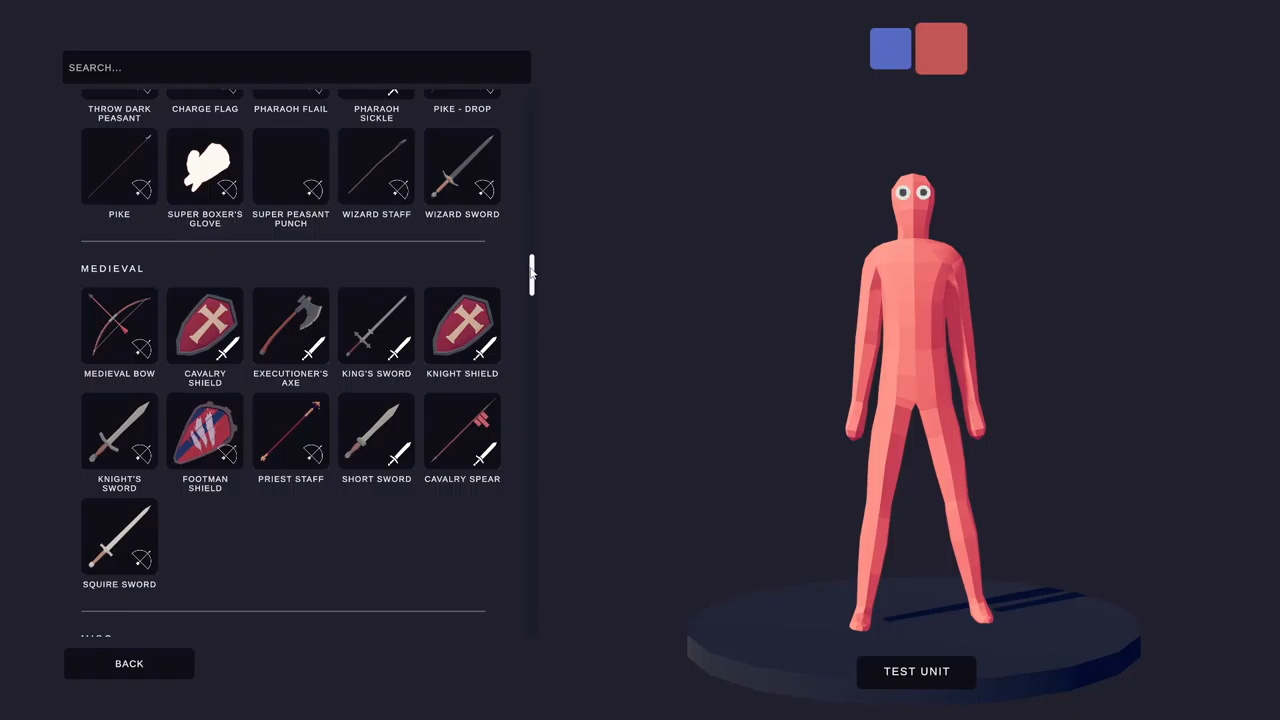 SEARCH...
THROW DARK
PEASANT
CHARGE FLAG
PHARAOH FLAIL
PHARAOH
SICKLE
PIKE - DROP
PIKE
SUPER BOXER'S
GLOVE
SUPER PEASANT
PUNCH
WIZARD STAFF
WIZARD SWORD
MEDIEVAL
MEDIEVAL BOW
CAVALRY
SHIELD
EXECUTIONER'S
AXE
KING'S SWORD
KNIGHT SHIELD
KNIGHT'S
SWORD
FOOTMAN
SHIELD
PRIEST STAFF
SHORT SWORD
CAVALRY SPEAR
SQUIRE SWORD
BACK
TEST UNIT